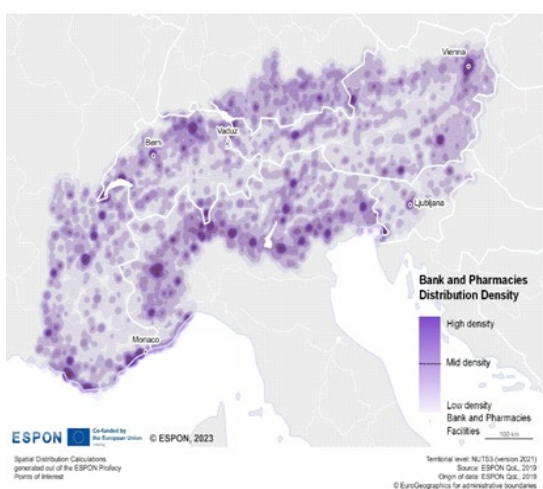 Vienna
Bern
Vaduz
Ljubljana
Monaco
Bank and Pharmacies
Distribution Density
High density
Mid density
Low density
Bank and Pharmacies
Facilities
100 km
ESPON
Co-funded by
the European Union
© ESPON, 2023
Spatial Distribution Calculations
generated out of the ESPON Profecy
Points of Interest
Territorial level: NUTS3 (version 2021)
Source: ESPON QoL, 2019
Origin of data: ESPON QoL, 2019
© EuroGeographics for administrative boundaries